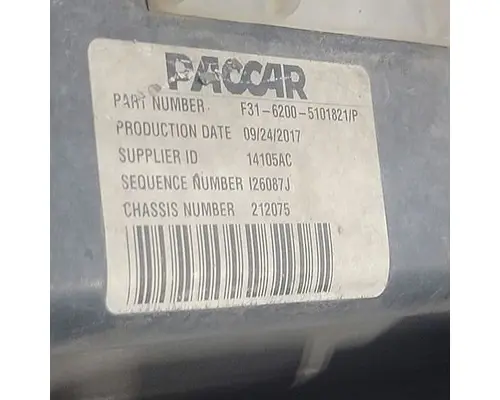 PACCAR
PART NUMBER F31-6200-5101821/P
PRODUCTION DATE 09/24/2017
SUPPLIER ID 14105AC
SEQUENCE NUMBER I26087J
CHASSIS NUMBER 212075